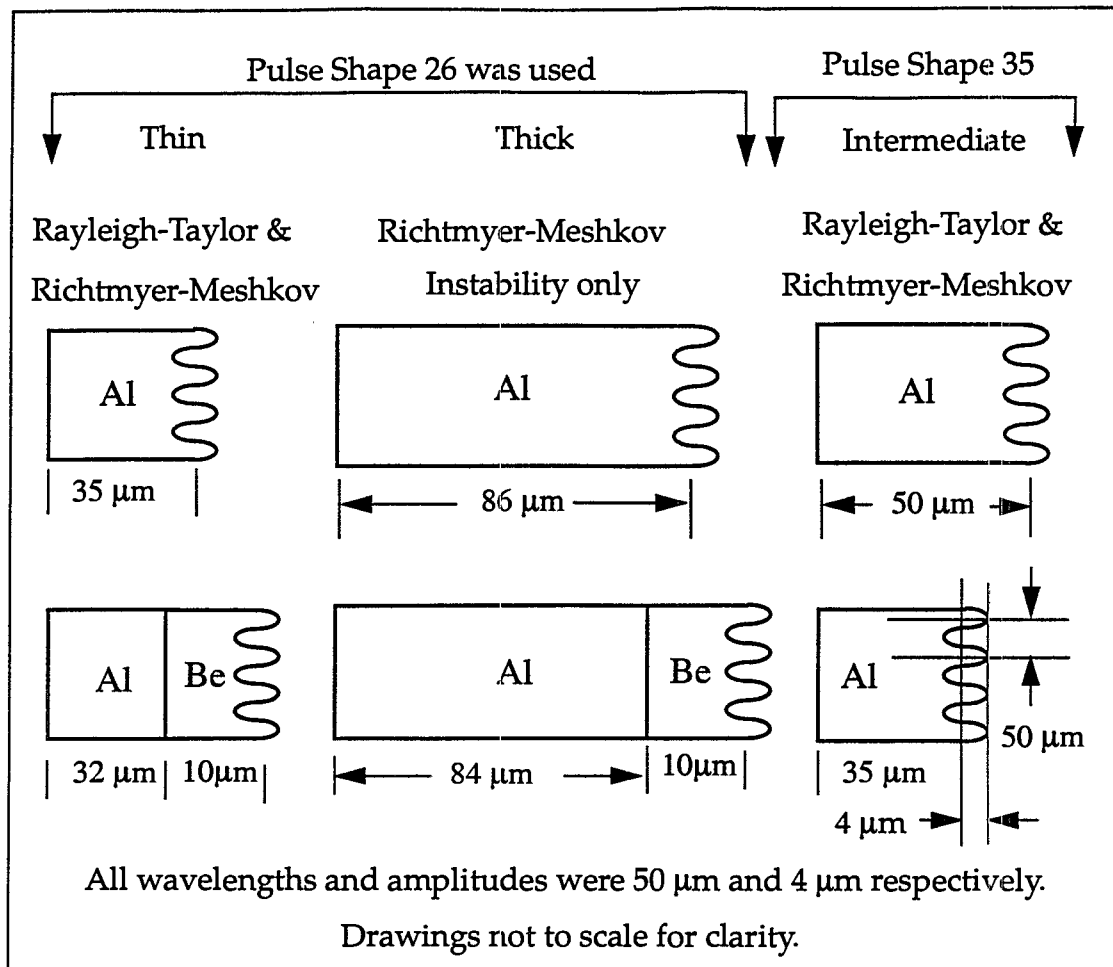 Pulse Shape 26 was used
Pulse Shape 35
Thin
Thick
Intermediate
Rayleigh-Taylor &
Richtmyer-Meshkov
Richtmyer-Meshkov
Instability only
Rayleigh-Taylor &
Richtmyer-Meshkov
Al
Al
Al
35 µm
86 µm
50 µm
Al
Be
Al
Be
Al
50 µm
32 µm
10µm
84 µm
10µm
35 µm
4 µm
All wavelengths and amplitudes were 50 µm and 4 µm respectively.
Drawings not to scale for clarity.